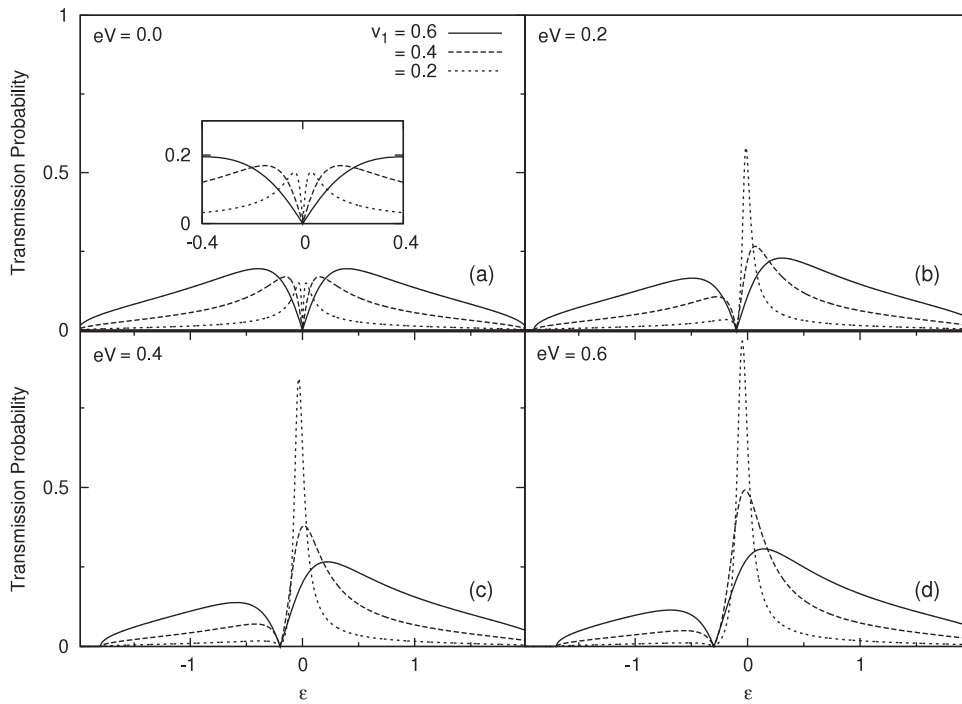 1
eV = 0.0
v1 = 0.6
= 0.4
= 0.2
eV = 0.2
Transmission Probability
0.2
0
-0.4
0
0.4
0.5
(a)
(b)
0
eV = 0.4
eV = 0.6
Transmission Probability
0.5
(c)
(d)
0
-1
0
1
-1
0
1
ε
ε